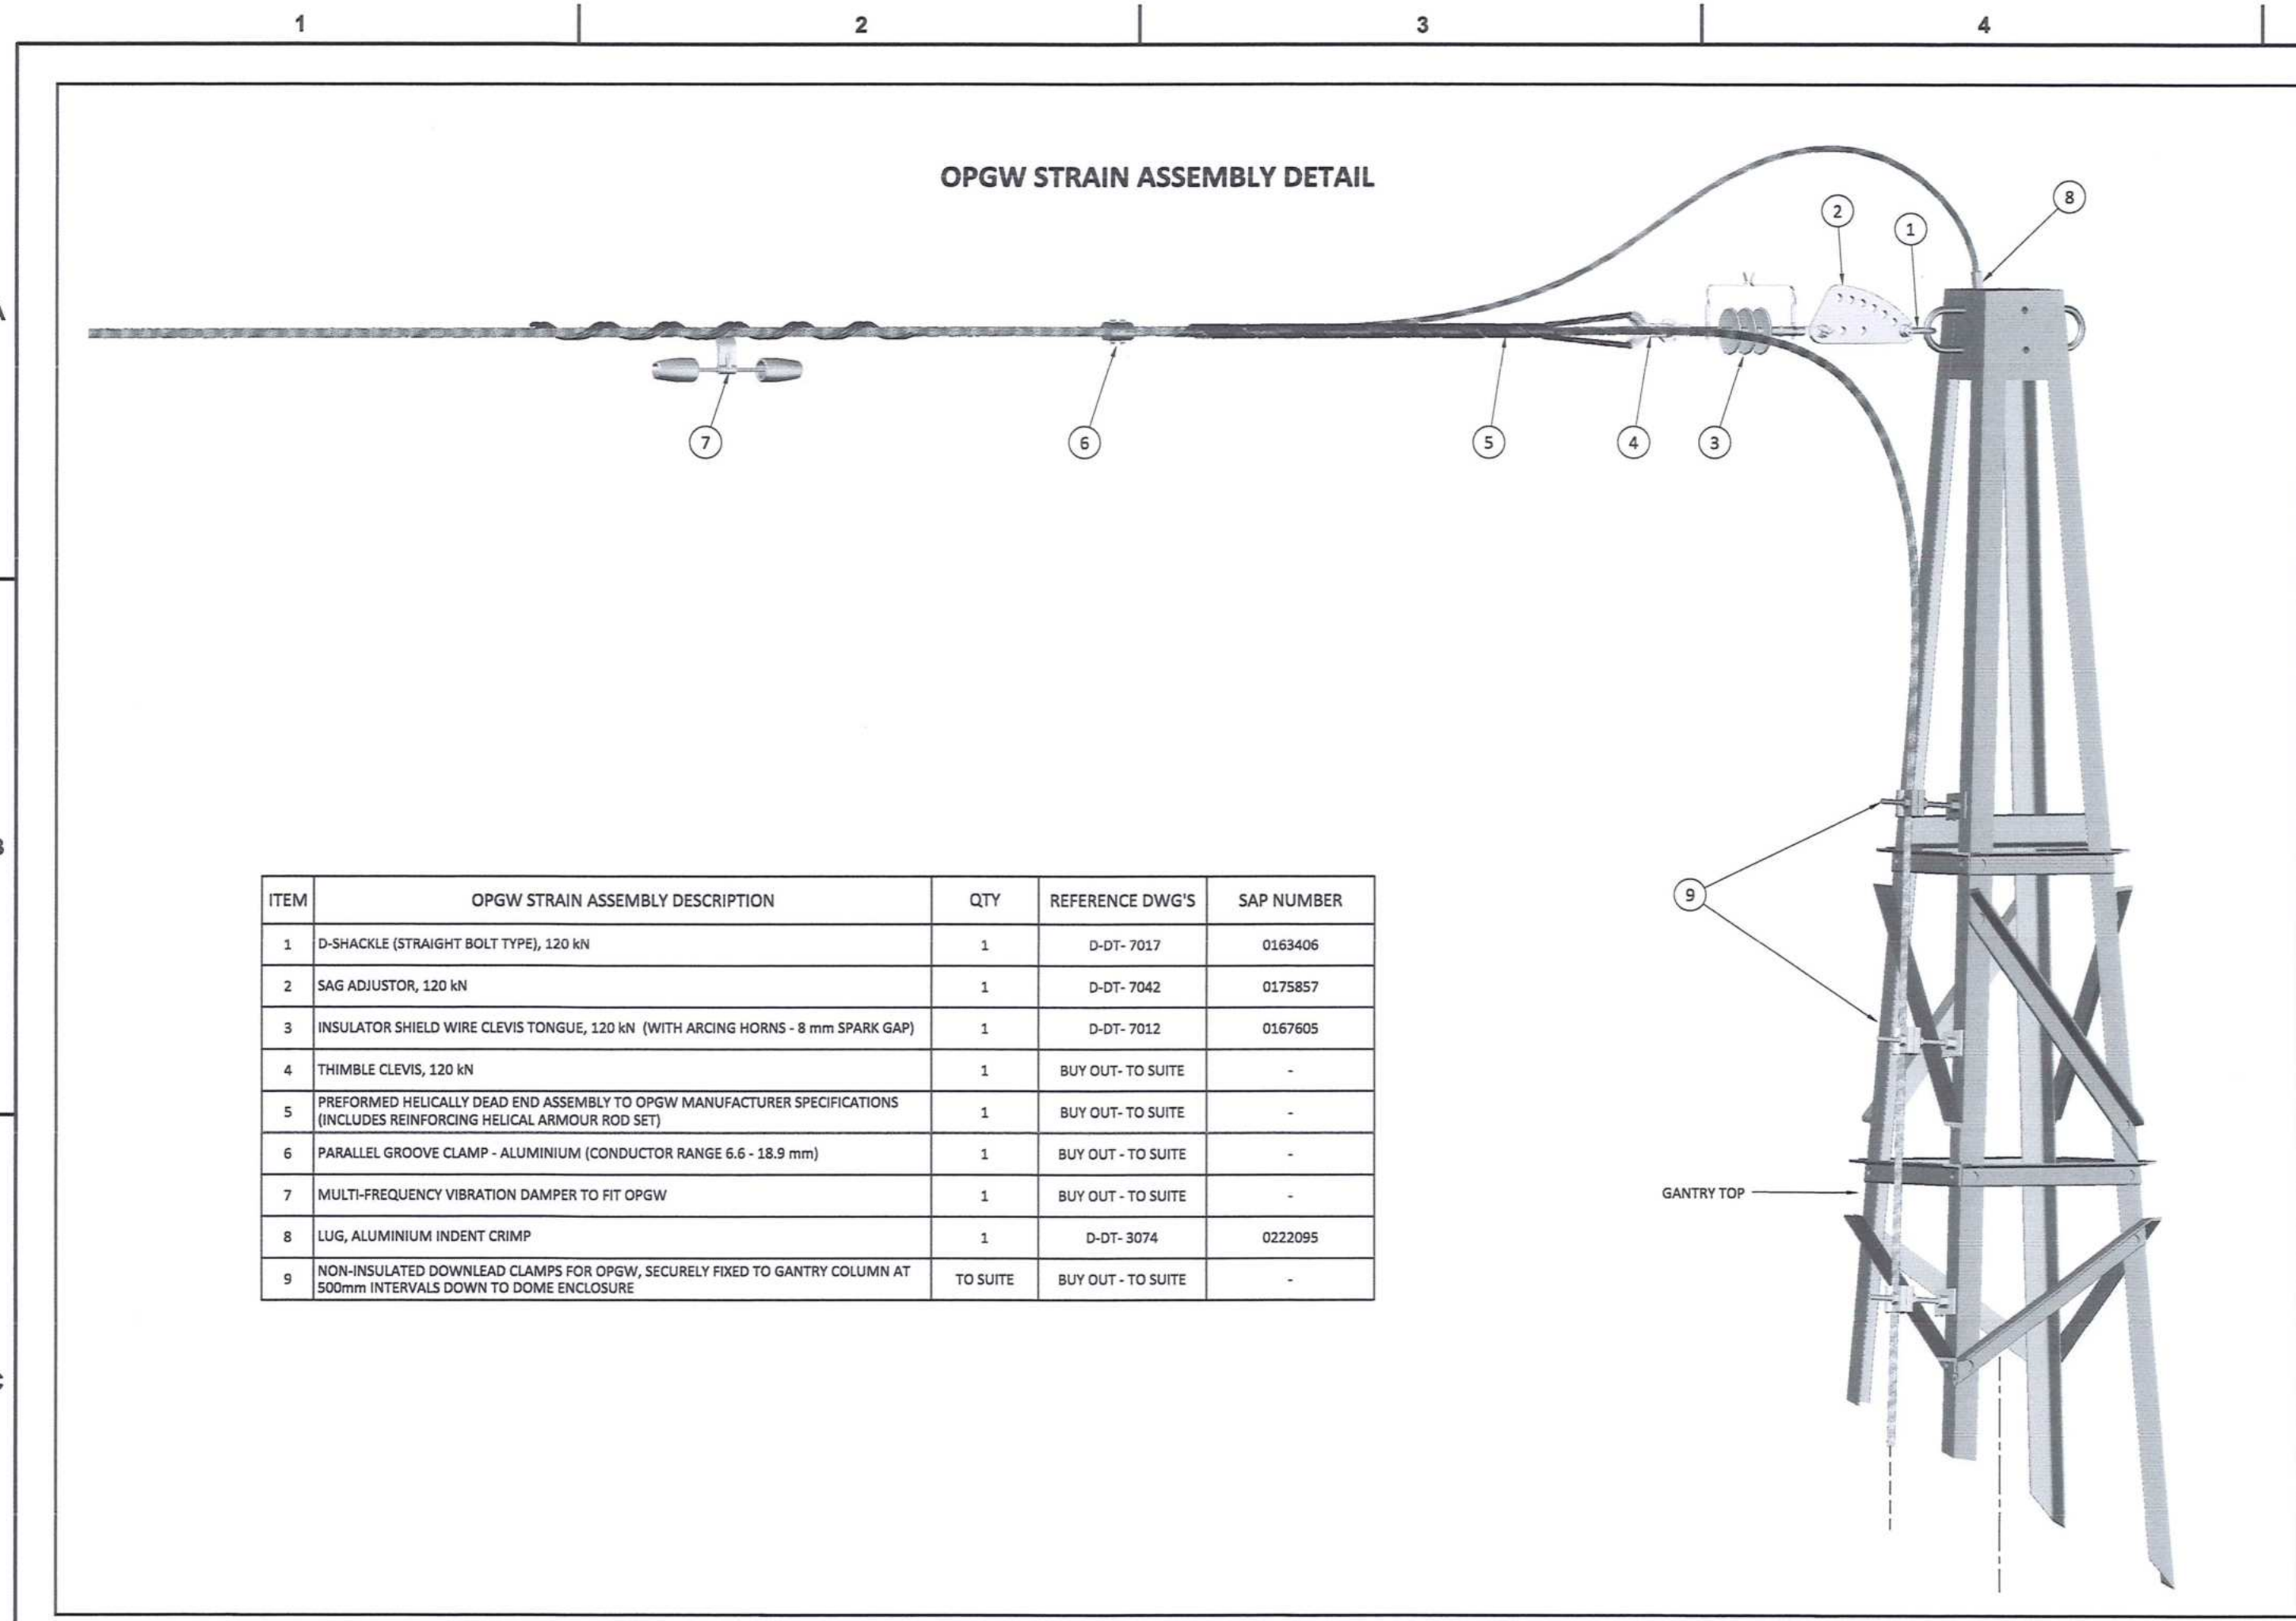 1 2 3 4
OPGW STRAIN ASSEMBLY DETAIL
8
2
1
7
6
5
4
3
9
GANTRY TOP
ITEM OPGW STRAIN ASSEMBLY DESCRIPTION QTY REFERENCE DWG'S SAP NUMBER
1 D-SHACKLE (STRAIGHT BOLT TYPE), 120 kN 1 D-DT- 7017 0163406
2 SAG ADJUSTOR, 120 kN 1 D-DT- 7042 0175857
3 INSULATOR SHIELD WIRE CLEVIS TONGUE, 120 kN (WITH ARCING HORNS - 8 mm SPARK GAP) 1 D-DT- 7012 0167605
4 THIMBLE CLEVIS, 120 kN 1 BUY OUT- TO SUITE -
5 PREFORMED HELICALLY DEAD END ASSEMBLY TO OPGW MANUFACTURER SPECIFICATIONS
(INCLUDES REINFORCING HELICAL ARMOUR ROD SET) 1 BUY OUT- TO SUITE -
6 PARALLEL GROOVE CLAMP - ALUMINIUM (CONDUCTOR RANGE 6.6 - 18.9 mm) 1 BUY OUT - TO SUITE -
7 MULTI-FREQUENCY VIBRATION DAMPER TO FIT OPGW 1 BUY OUT - TO SUITE -
8 LUG, ALUMINIUM INDENT CRIMP 1 D-DT- 3074 0222095
9 NON-INSULATED DOWNLEAD CLAMPS FOR OPGW, SECURELY FIXED TO GANTRY COLUMN AT
500mm INTERVALS DOWN TO DOME ENCLOSURE TO SUITE BUY OUT - TO SUITE -